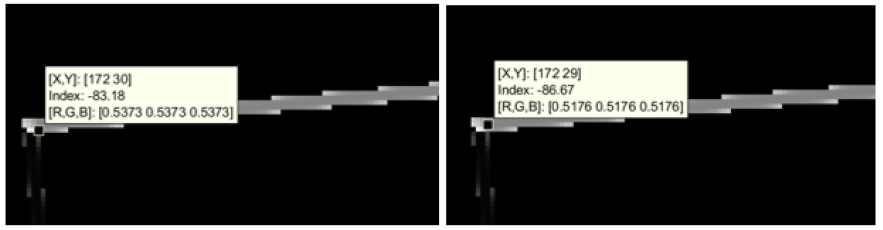 [X,Y]: [172 30]
Index: -83.18
[R,G,B]: [0.5373 0.5373 0.5373]
[X,Y]: [172 29]
Index: -86.67
[R,G,B]: [0.5176 0.5176 0.5176]